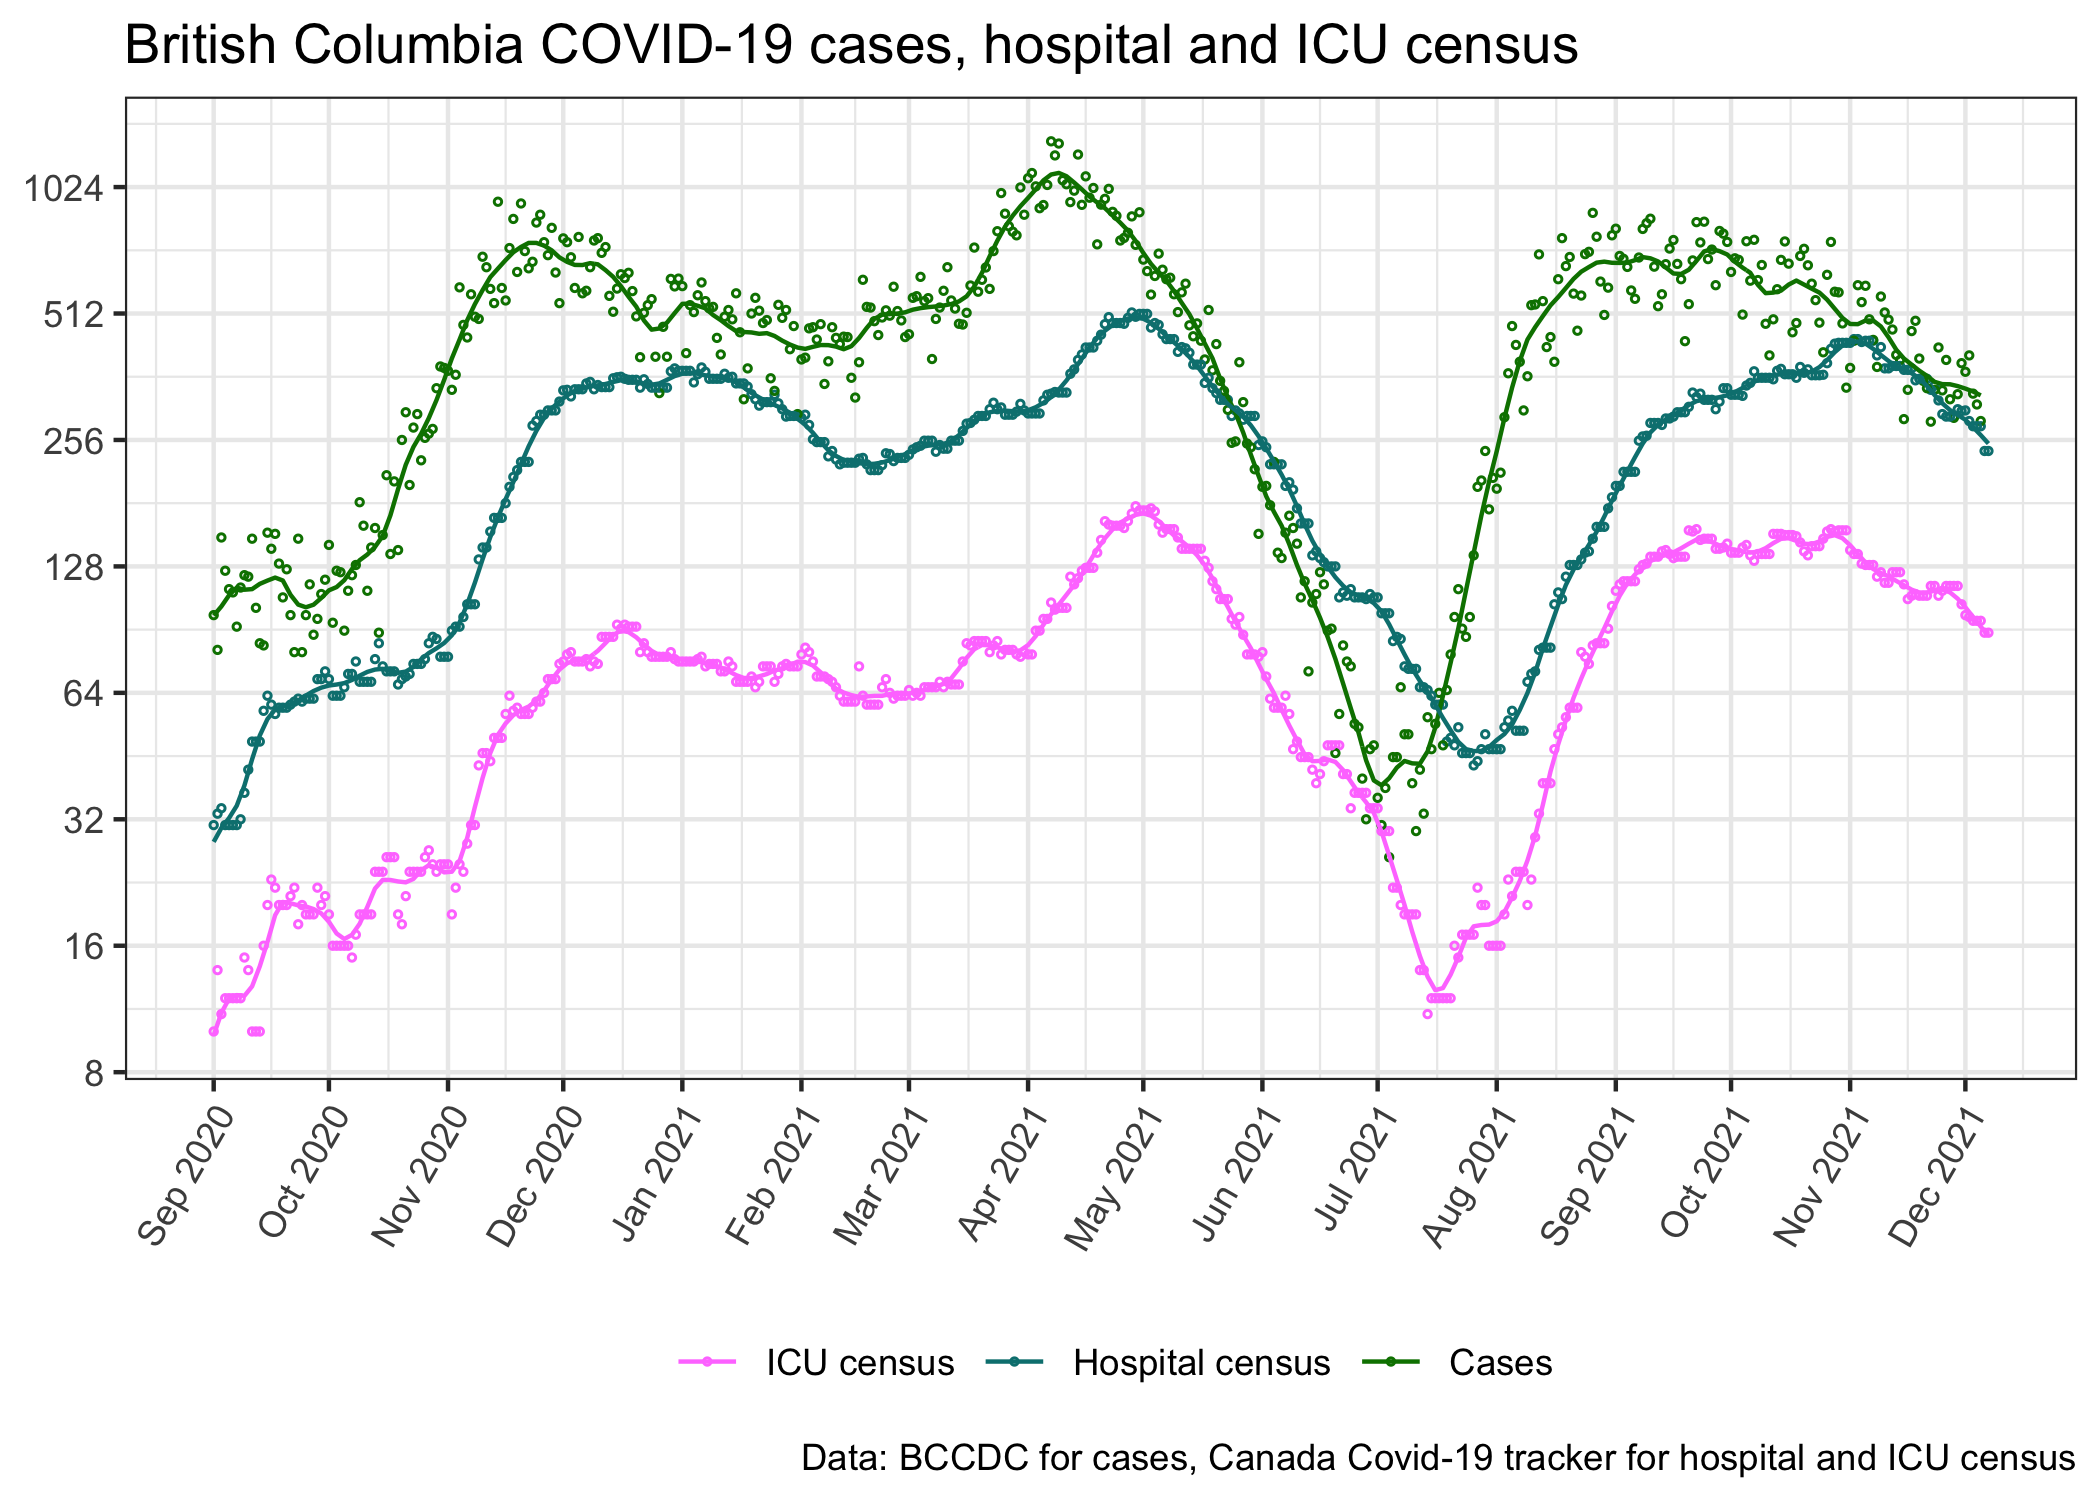 British Columbia COVID-19 cases, hospital and ICU census
1024
512
256
128
64
32
16
8
Sep 2020
Oct 2020
Nov 2020
Dec 2020
Jan 2021
Feb 2021
Mar 2021
Apr 2021
May 2021
Jun 2021
Jul 2021
Aug 2021
Sep 2021
Oct 2021
Nov 2021
Dec 2021
ICU census Hospital census Cases
Data: BCCDC for cases, Canada Covid-19 tracker for hospital and ICU census